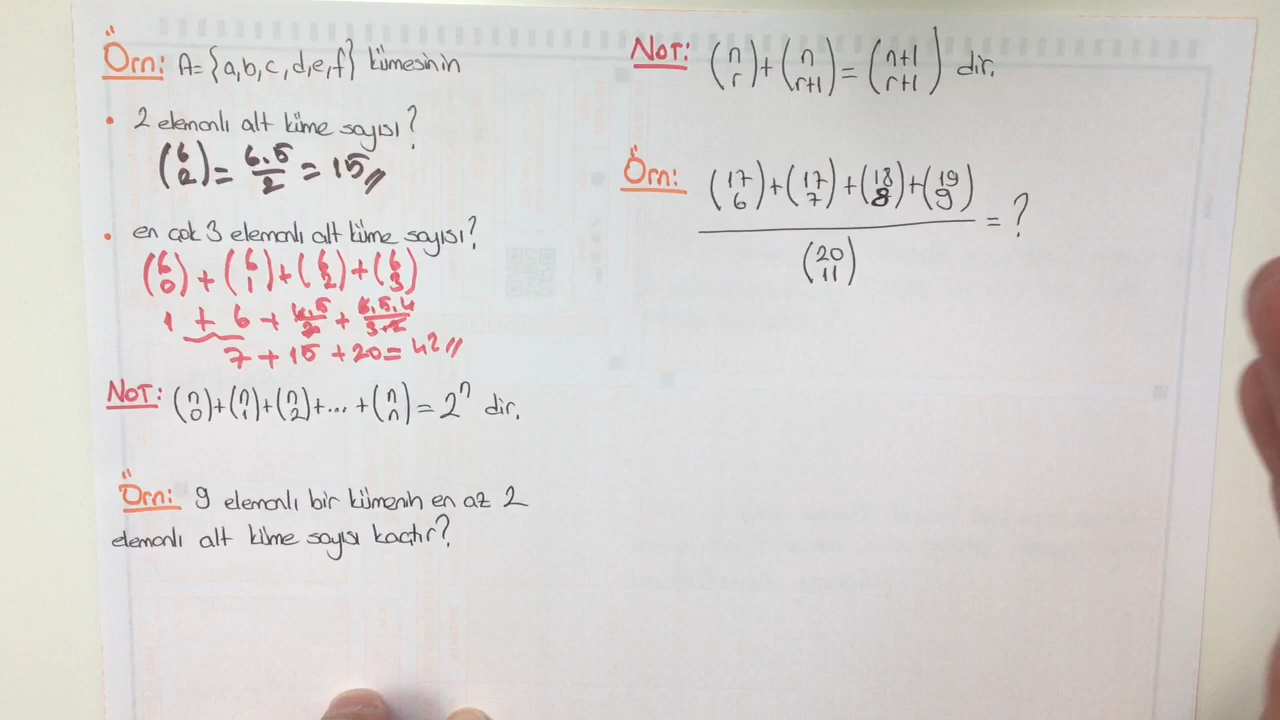 Örn: A={a,b,c,d,e,f} kümesinin
• 2 elemanlı alt küme sayısı?
(6 2) = 6.5/2 = 15//
• en çok 3 elemanlı alt küme sayısı?
(6 0) + (6 1) + (6 2) + (6 3)
1 + 6 + 6.5/2 + 6.5.4/3.2
7 + 15 + 20 = 42//
NOT: (n 0)+(n 1)+(n 2)+...+(n n) = 2ⁿ dir.
Örn: 9 elemanlı bir kümenin en az 2
elemanlı alt küme sayısı kaçtır?
NOT: (n r)+(n r+1) = (n+1 r+1) dir.
Örn: (17 6)+(17 7)+(18 8)+(19 9) / (20 11) = ?